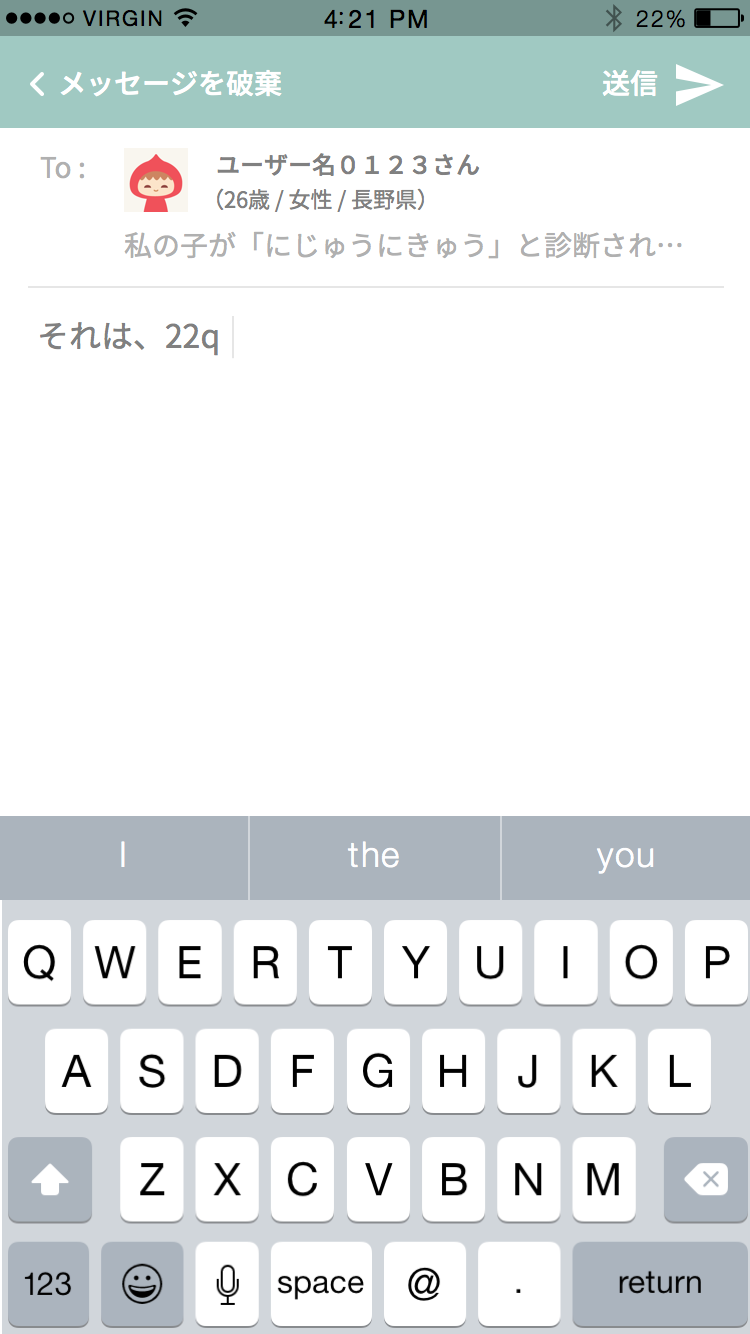 VIRGIN 4:21 PM 22%
メッセージを破棄 送信
To : ユーザー名０１２３さん
（26歳 / 女性 / 長野県）
私の子が「にじゅうにきゅう」と診断され…
それは、22q
I the you
Q W E R T Y U I O P
A S D F G H J K L
Z X C V B N M
123 space @ . return